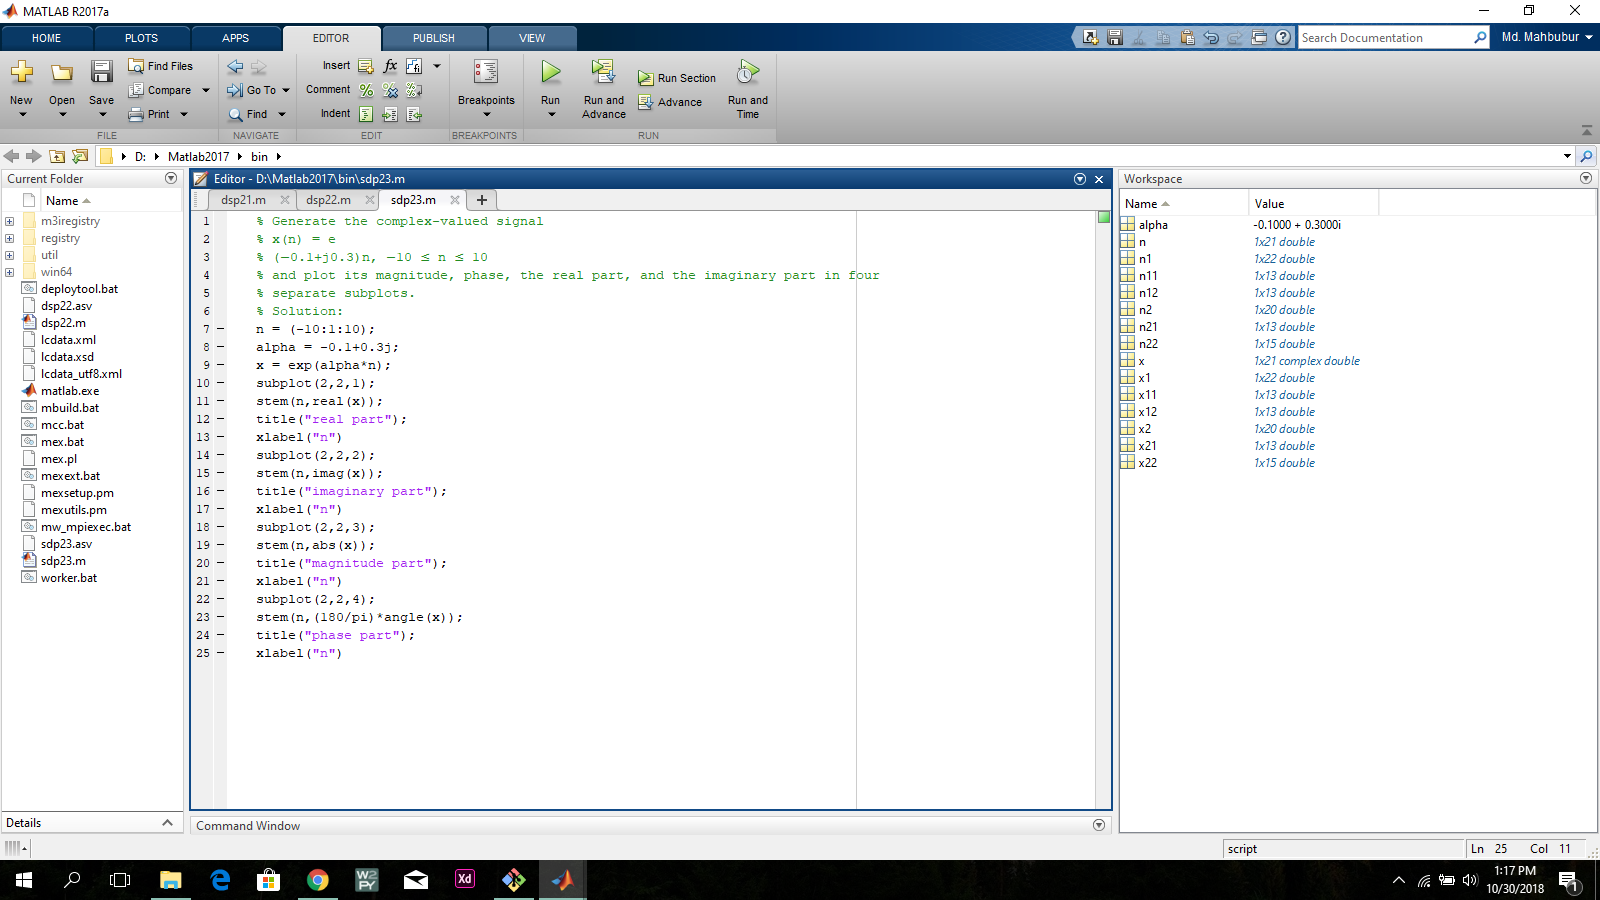 MATLAB R2017a
HOME PLOTS APPS EDITOR PUBLISH VIEW
Search Documentation
Md. Mahbubur
New
Open
Save
Find Files
Compare
Print
FILE
Go To
Find
NAVIGATE
Insert fx
Comment
Indent
EDIT
Breakpoints
BREAKPOINTS
Run
Run and Advance
Run Section
Advance
Run and Time
RUN
D: Matlab2017 bin
Current Folder
Name
m3iregistry
registry
util
win64
deploytool.bat
dsp22.asv
dsp22.m
lcdata.xml
lcdata.xsd
lcdata_utf8.xml
matlab.exe
mbuild.bat
mcc.bat
mex.bat
mex.pl
mexext.bat
mexsetup.pm
mexutils.pm
mw_mpiexec.bat
sdp23.asv
sdp23.m
worker.bat
Details
Editor - D:\Matlab2017\bin\sdp23.m
dsp21.m dsp22.m sdp23.m
1 % Generate the complex-valued signal
2 % x(n) = e
3 % (−0.1+j0.3)n, −10 ≤ n ≤ 10
4 % and plot its magnitude, phase, the real part, and the imaginary part in four
5 % separate subplots.
6 % Solution:
7 – n = (-10:1:10);
8 – alpha = -0.1+0.3j;
9 – x = exp(alpha*n);
10 – subplot(2,2,1);
11 – stem(n,real(x));
12 – title("real part");
13 – xlabel("n")
14 – subplot(2,2,2);
15 – stem(n,imag(x));
16 – title("imaginary part");
17 – xlabel("n")
18 – subplot(2,2,3);
19 – stem(n,abs(x));
20 – title("magnitude part");
21 – xlabel("n")
22 – subplot(2,2,4);
23 – stem(n,(180/pi)*angle(x));
24 – title("phase part");
25 – xlabel("n")
Command Window
Workspace
Name Value
alpha -0.1000 + 0.3000i
n 1x21 double
n1 1x22 double
n11 1x13 double
n12 1x13 double
n2 1x20 double
n21 1x13 double
n22 1x15 double
x 1x21 complex double
x1 1x22 double
x11 1x13 double
x12 1x13 double
x2 1x20 double
x21 1x13 double
x22 1x15 double
script
Ln 25 Col 11
W2
PY
Xd
1:17 PM
10/30/2018
1